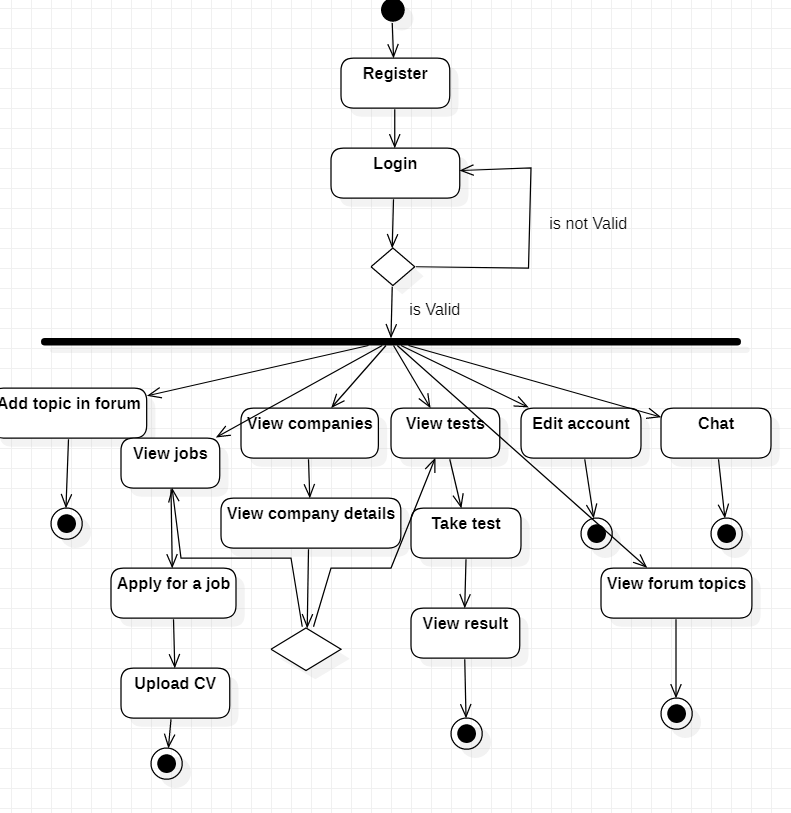 Register
Login
is not Valid
is Valid
Add topic in forum
View companies
View tests
Edit account
Chat
View jobs
View company details
Take test
Apply for a job
View forum topics
View result
Upload CV